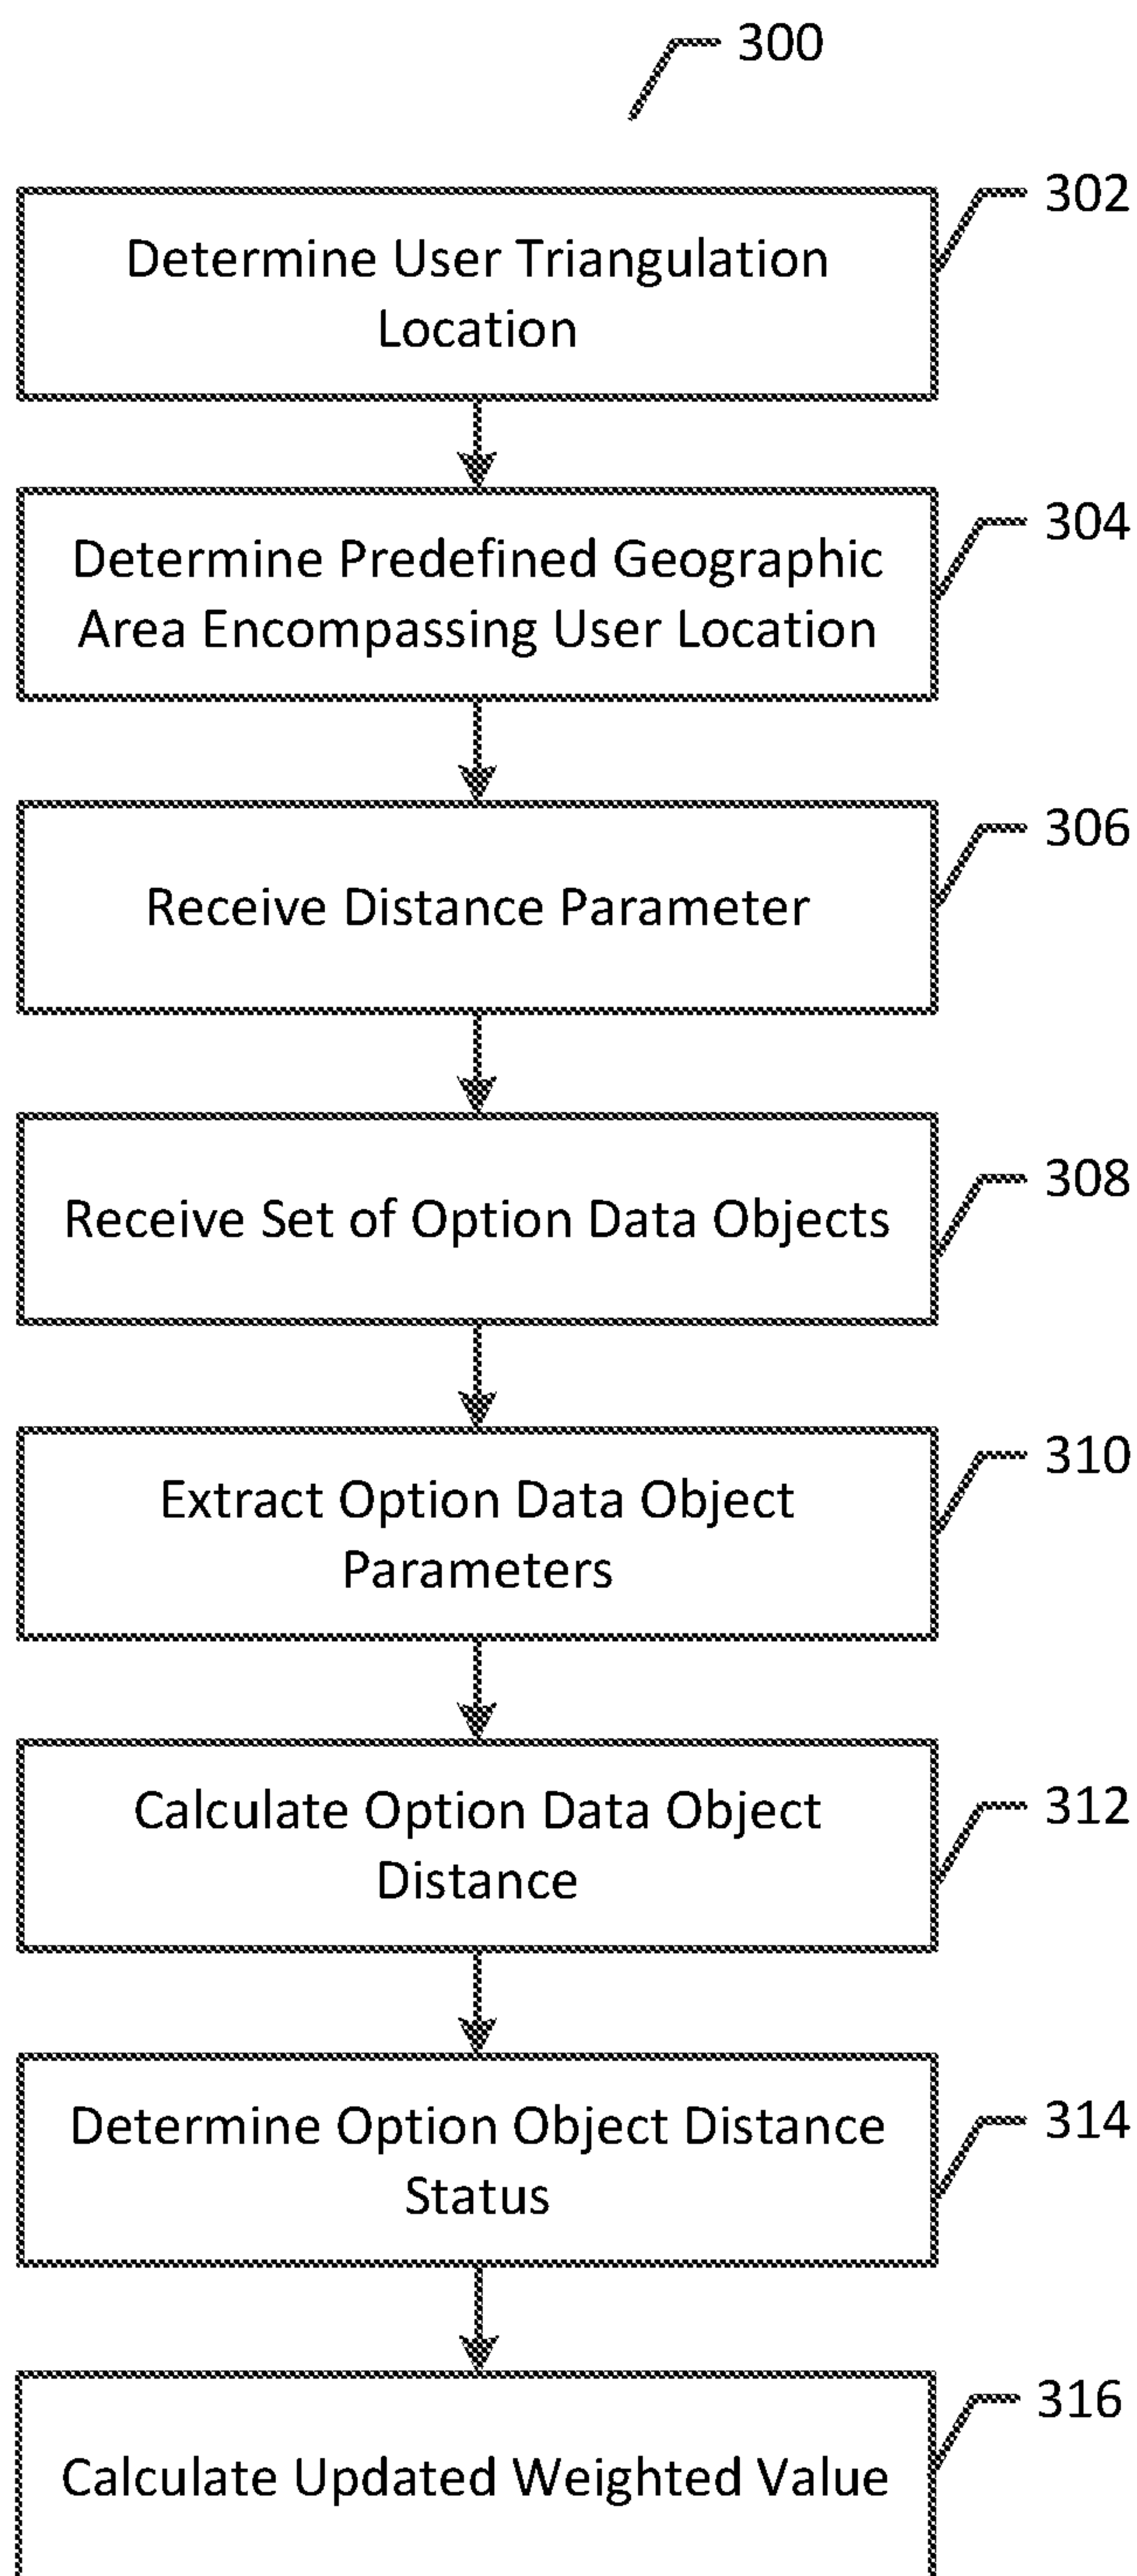 300
302
Determine User Triangulation
Location
304
Determine Predefined Geographic
Area Encompassing User Location
306
Receive Distance Parameter
308
Receive Set of Option Data Objects
310
Extract Option Data Object
Parameters
312
Calculate Option Data Object
Distance
314
Determine Option Object Distance
Status
316
Calculate Updated Weighted Value